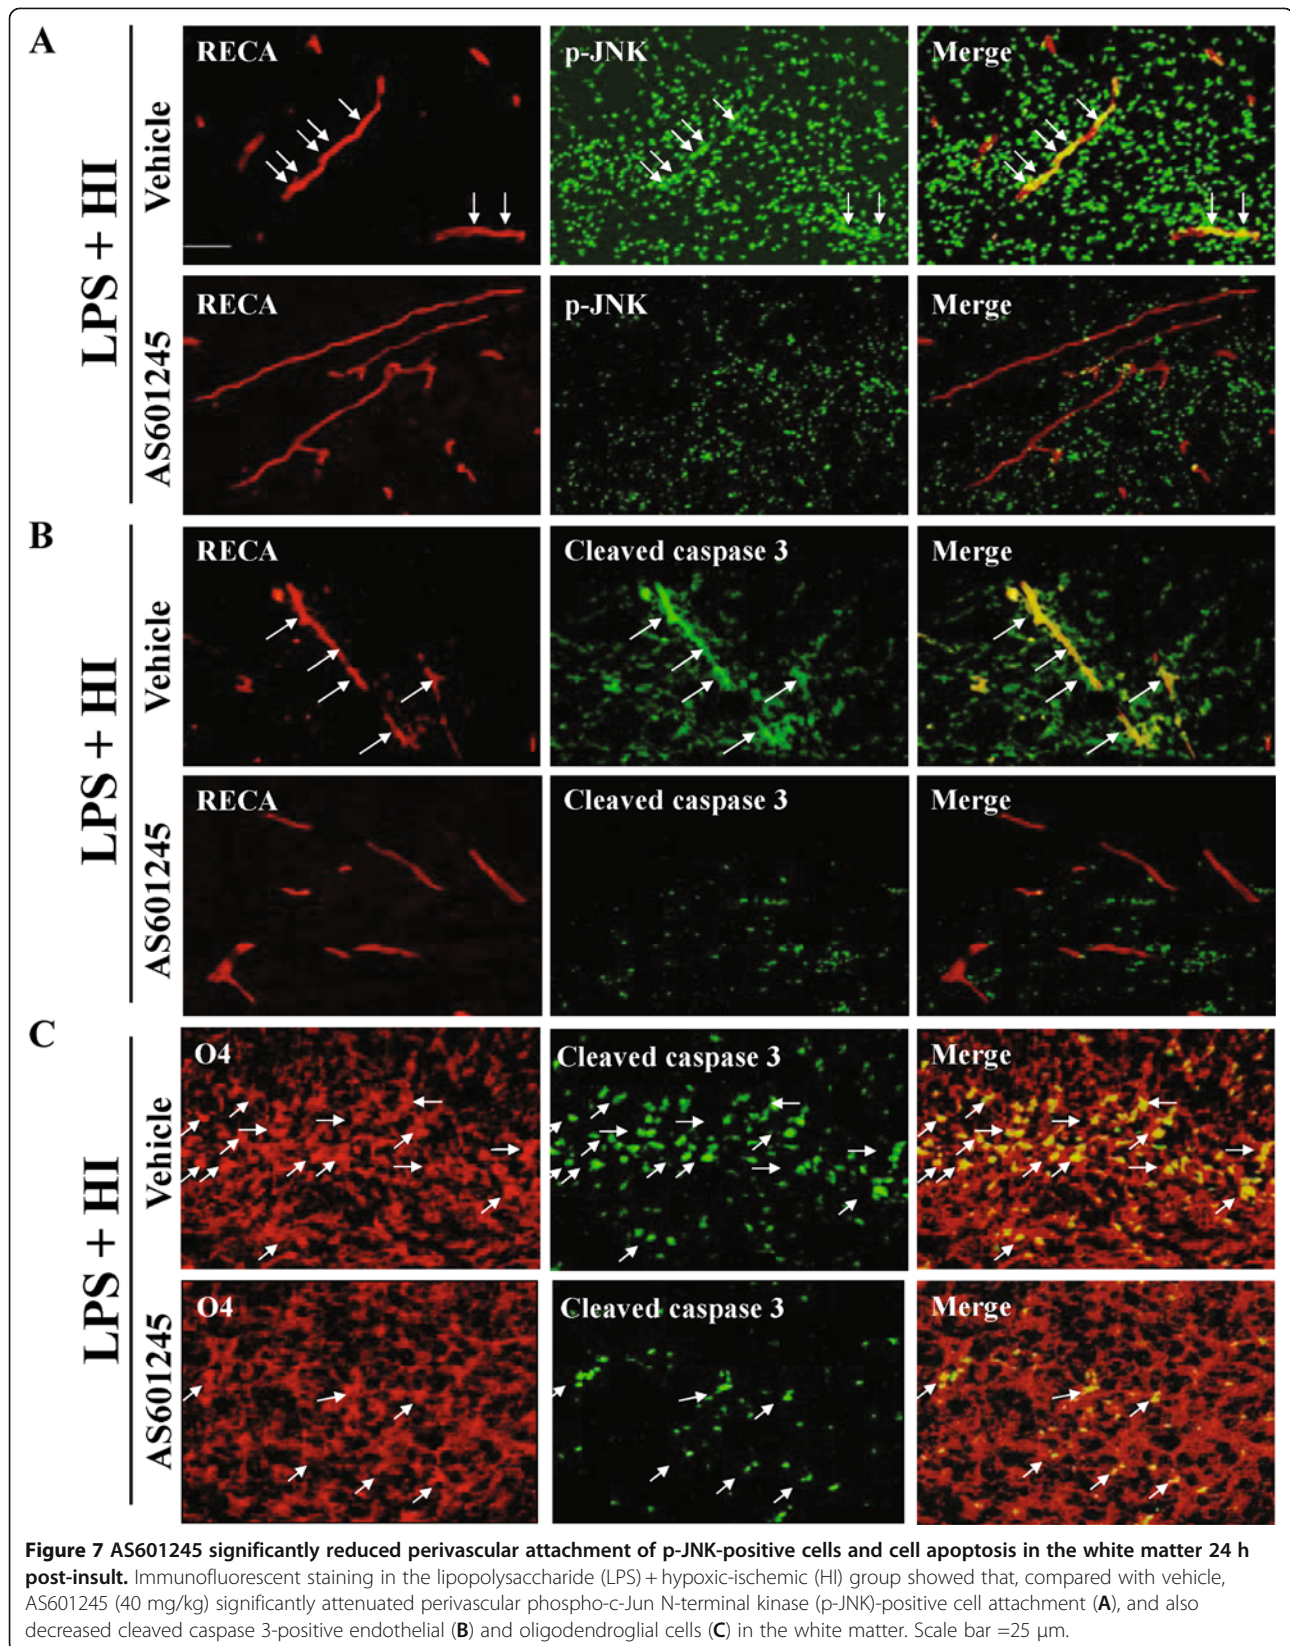 A
LPS + HI
Vehicle
RECA
p-JNK
Merge
AS601245
RECA
p-JNK
Merge
B
LPS + HI
Vehicle
RECA
Cleaved caspase 3
Merge
AS601245
RECA
Cleaved caspase 3
Merge
C
LPS + HI
Vehicle
O4
Cleaved caspase 3
Merge
AS601245
O4
Cleaved caspase 3
Merge
Figure 7 AS601245 significantly reduced perivascular attachment of p-JNK-positive cells and cell apoptosis in the white matter 24 h
post-insult. Immunofluorescent staining in the lipopolysaccharide (LPS) + hypoxic-ischemic (HI) group showed that, compared with vehicle,
AS601245 (40 mg/kg) significantly attenuated perivascular phospho-c-Jun N-terminal kinase (p-JNK)-positive cell attachment (A), and also
decreased cleaved caspase 3-positive endothelial (B) and oligodendroglial cells (C) in the white matter. Scale bar =25 μm.